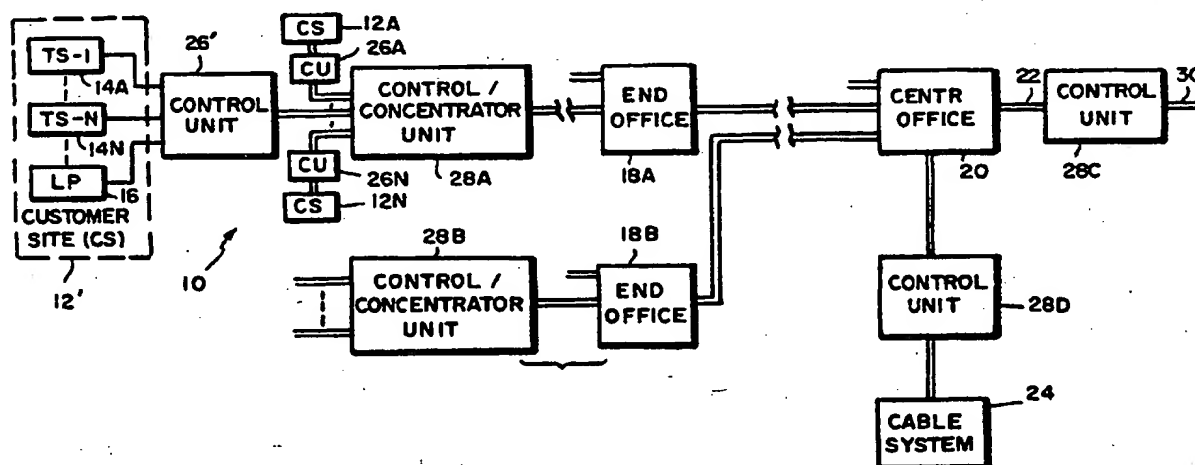 TS-1
14A
TS-N
14N
LP
16
CUSTOMER
SITE (CS)
12'
26'
CONTROL
UNIT
10
CS
12A
26A
CU
CONTROL /
CONCENTRATOR
UNIT
28A
CU
26N
CS
12N
28B
CONTROL /
CONCENTRATOR
UNIT
END
OFFICE
18A
18B
END
OFFICE
CENTR
OFFICE
20
22
CONTROL
UNIT
28C
30
CONTROL
UNIT
28D
24
CABLE
SYSTEM